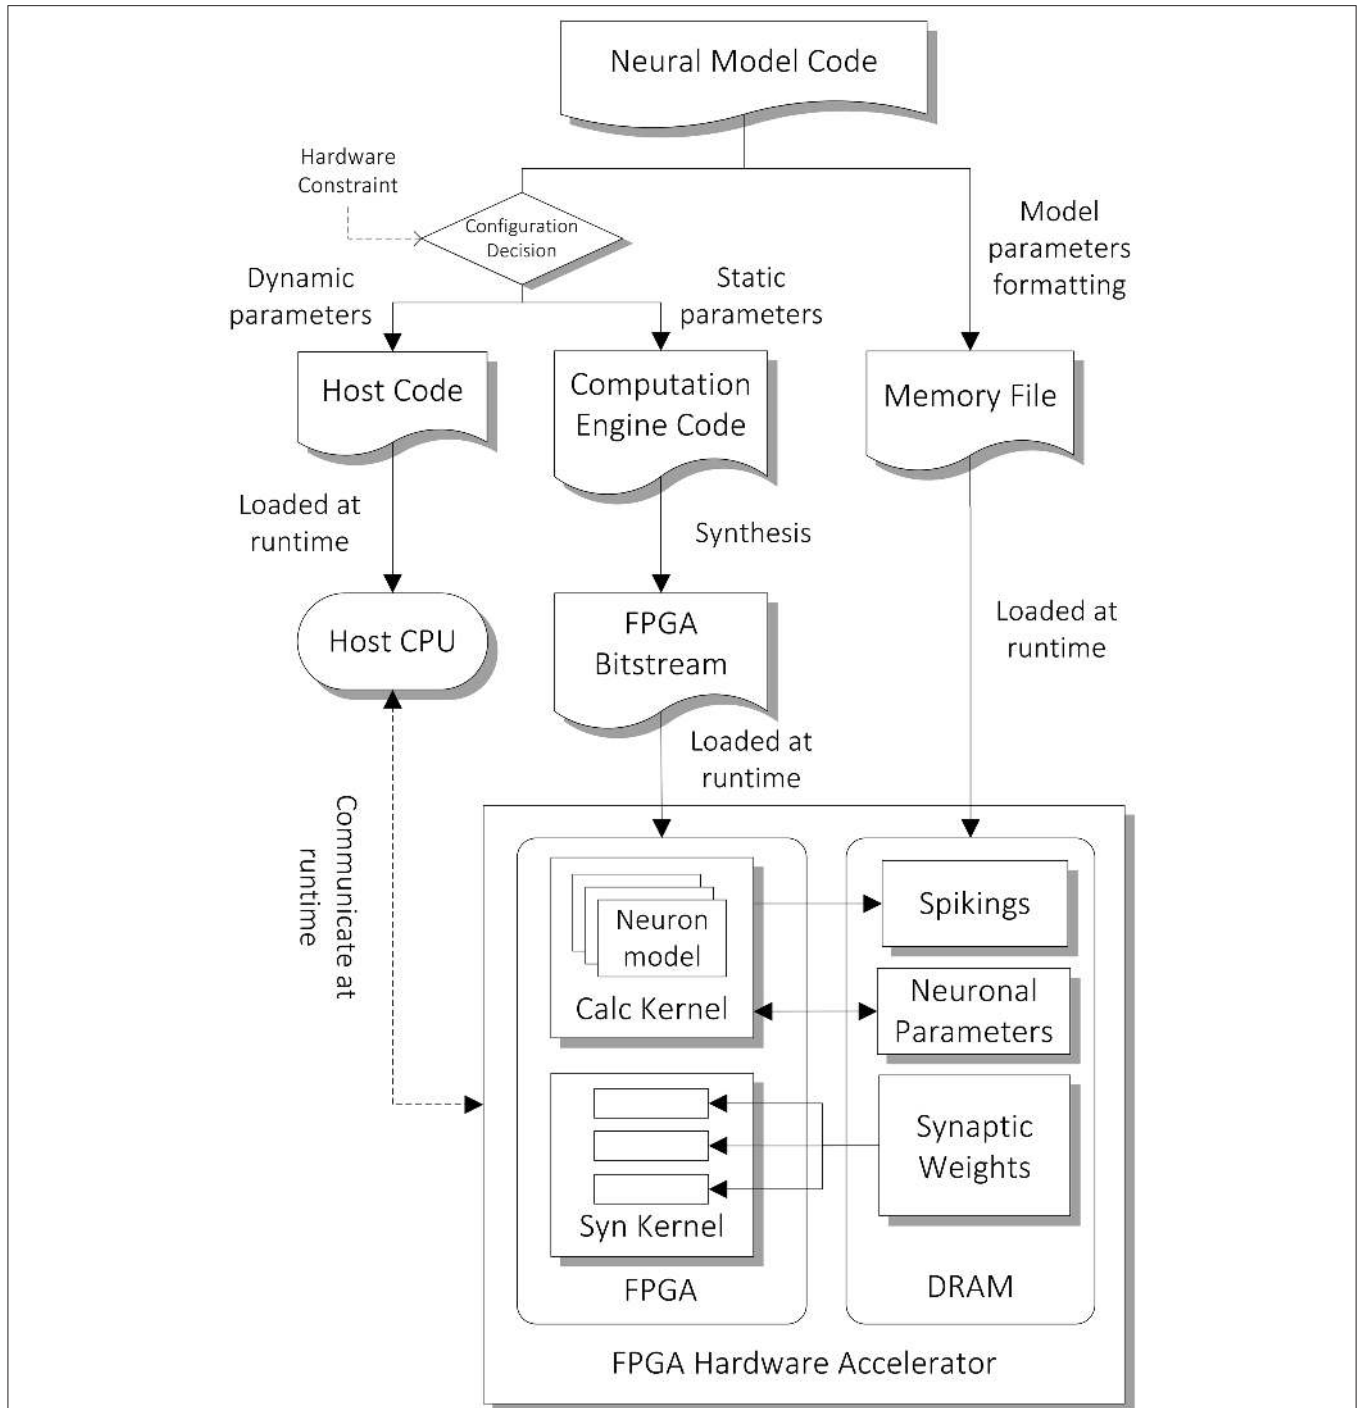 Neural Model Code
Hardware
Constraint
Configuration
Decision
Model
parameters
formatting
Dynamic
parameters
Static
parameters
Host Code
Computation
Engine Code
Memory File
Loaded at
runtime
Synthesis
Host CPU
FPGA
Bitstream
Loaded at
runtime
Loaded at
runtime
Communicate at
runtime
Neuron
model
Calc Kernel
Spikings
Neuronal
Parameters
Synaptic
Weights
Syn Kernel
FPGA
DRAM
FPGA Hardware Accelerator